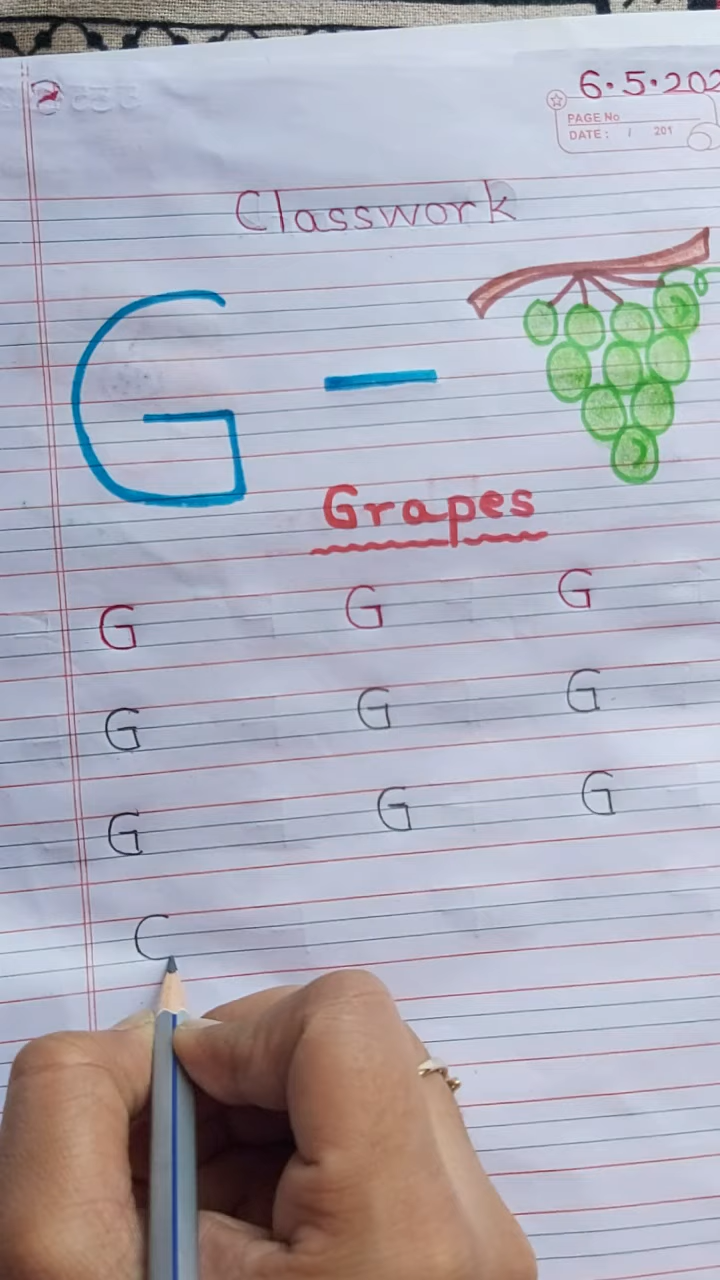 6.5.202
PAGE No
DATE: / 201
Classwork
G -
Grapes
G G G
G G G
G G G